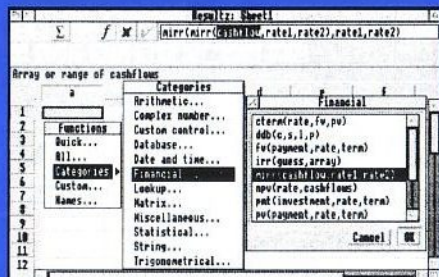 Resultz: Sheet1
Σ f × ✓ mirr(mirr(cashflow,rate1,rate2),rate1,rate2)
Array or range of cashflows
a d e f
1
2
3
4
5
6
7
8
9
10
11
12
Functions
Quick...
All...
Categories
Custom...
Names...
Categories
Arithmetic...
Complex number...
Custom control...
Database...
Date and time...
Financial...
Lookup...
Matrix...
Miscellaneous...
Statistical...
String...
Trigonometrical...
Financial
cterm(rate,fv,pv)
ddb(c,s,l,p)
fv(payment,rate,term)
irr(guess,array)
mirr(cashflow,rate1,rate2)
npv(rate,cashflows)
pmt(investment,rate,term)
pv(payment,rate,term)
Cancel
OK